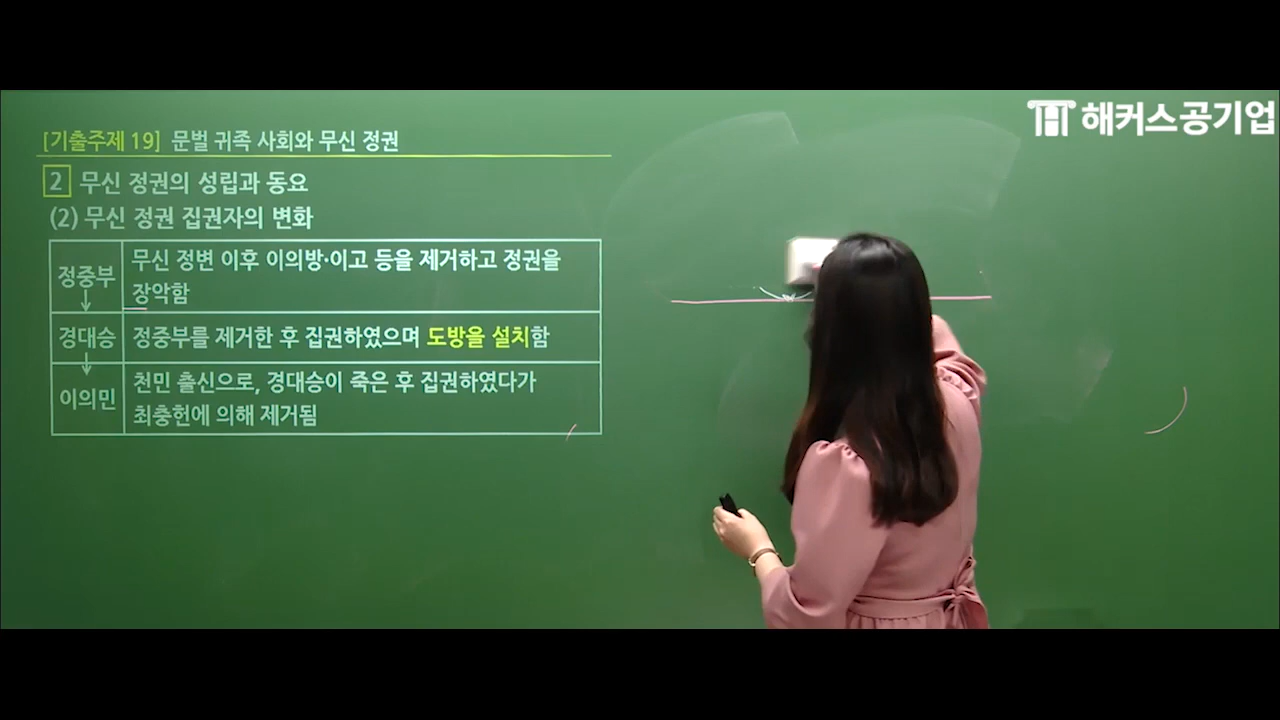 해커스공기업
[기출주제 19] 문벌 귀족 사회와 무신 정권
2 무신 정권의 성립과 동요
(2) 무신 정권 집권자의 변화
정중부
무신 정변 이후 이의방·이고 등을 제거하고 정권을
장악함
↓
경대승
정중부를 제거한 후 집권하였으며 도방을 설치함
↓
이의민
천민 출신으로, 경대승이 죽은 후 집권하였다가
최충헌에 의해 제거됨